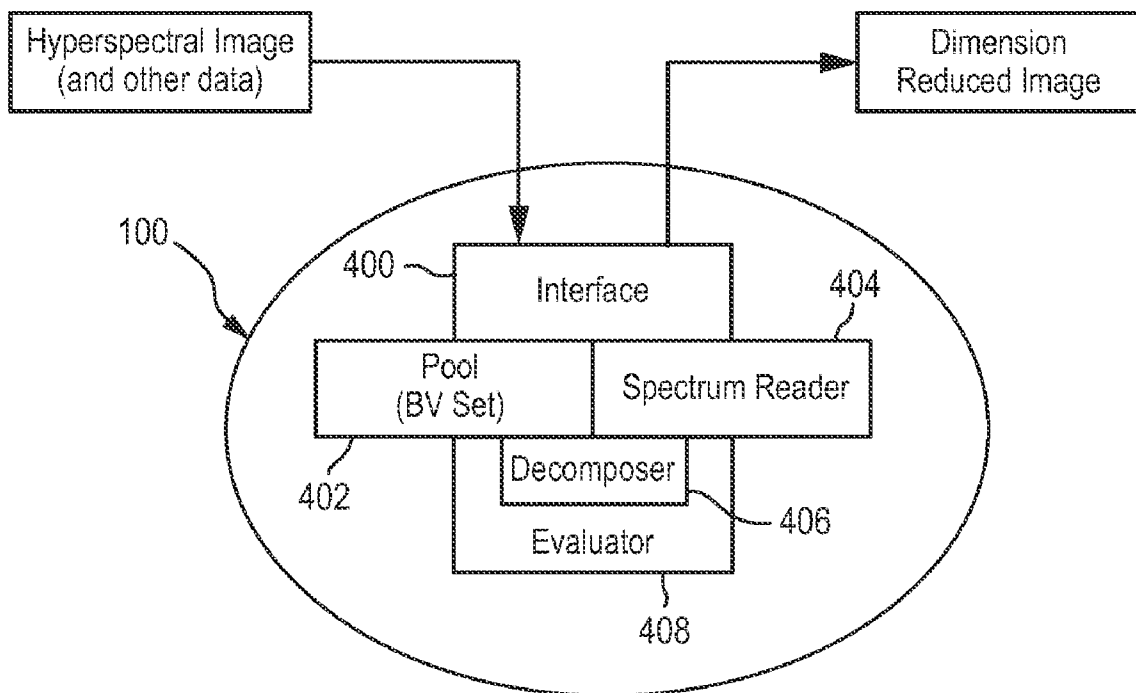 Hyperspectral Image
(and other data)
Dimension
Reduced Image
100
400
Interface
404
Pool
(BV Set)
Spectrum Reader
402
Decomposer
406
Evaluator
408